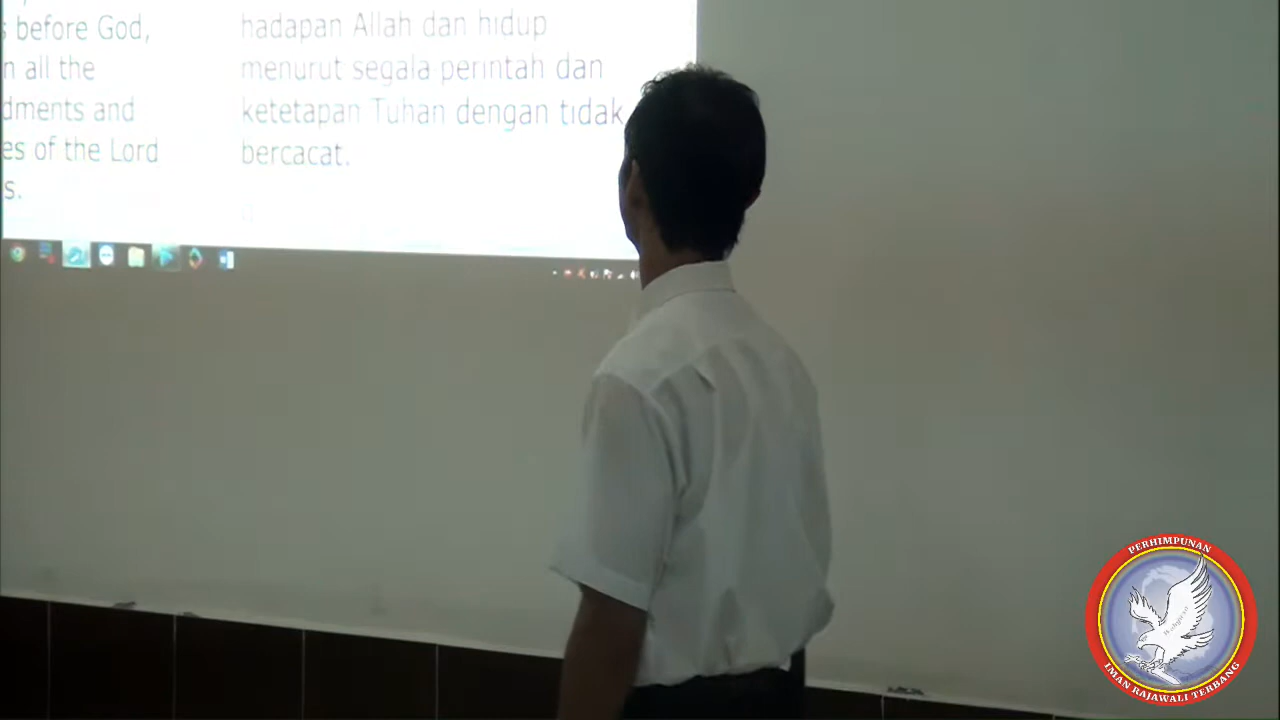 before God,
all the
dments and
es of the Lord
s.
hadapan Allah dan hidup
menurut segala perintah dan
ketetapan Tuhan dengan tidak
bercacat.
PERHIMPUNAN
IMAN RAJAWALI TERBANG